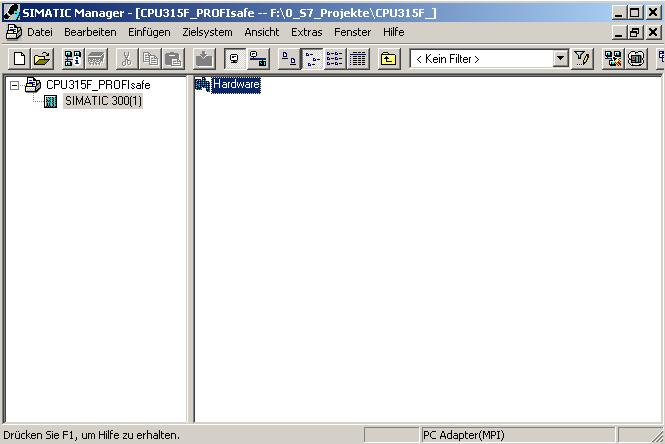 SIMATIC Manager - [CPU315F_PROFIsafe -- F:\0_S7_Projekte\CPU315F_]
Datei Bearbeiten Einfügen Zielsystem Ansicht Extras Fenster Hilfe
< Kein Filter >
CPU315F_PROFIsafe
SIMATIC 300(1)
Hardware
Drücken Sie F1, um Hilfe zu erhalten.
PC Adapter(MPI)